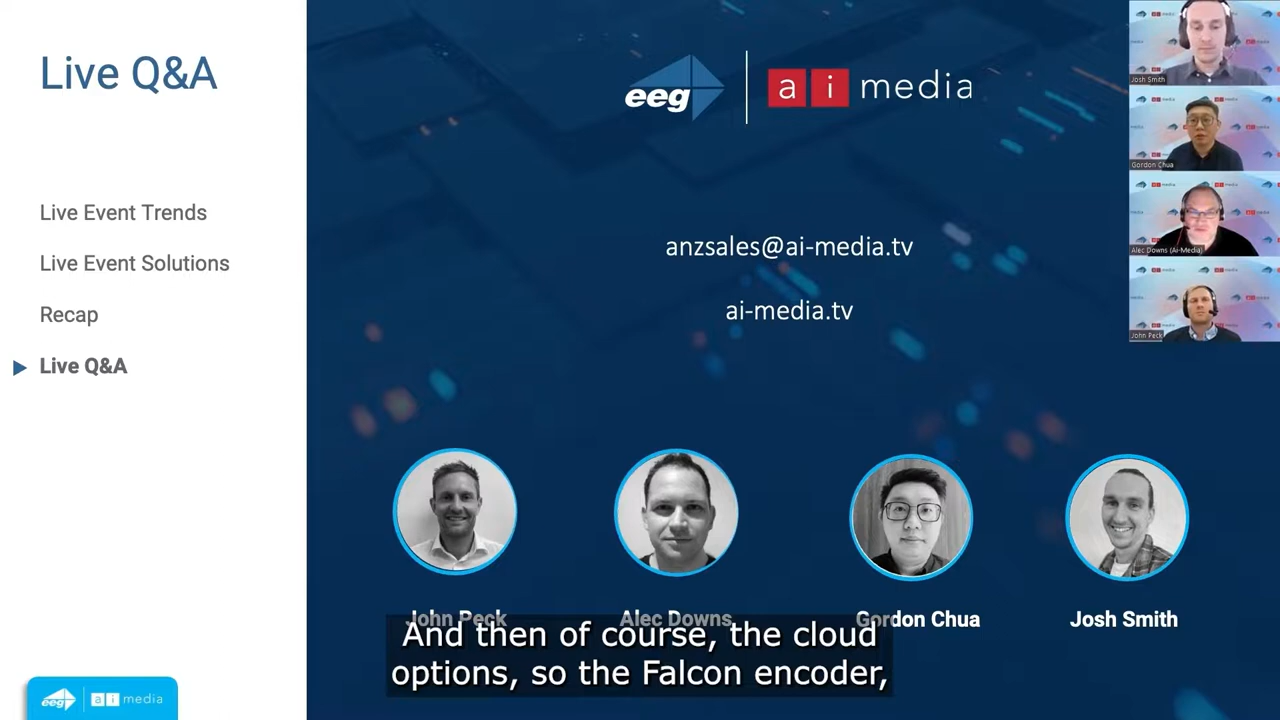 Live Q&A
Live Event Trends
Live Event Solutions
Recap
Live Q&A
eeg
ai media
eeg
ai media
anzsales@ai-media.tv
ai-media.tv
John Peck
Alec Downs
Gordon Chua
Josh Smith
And then of course, the cloud
options, so the Falcon encoder,
Josh Smith
Gordon Chua
Alec Downs (Ai-Media)
John Peck